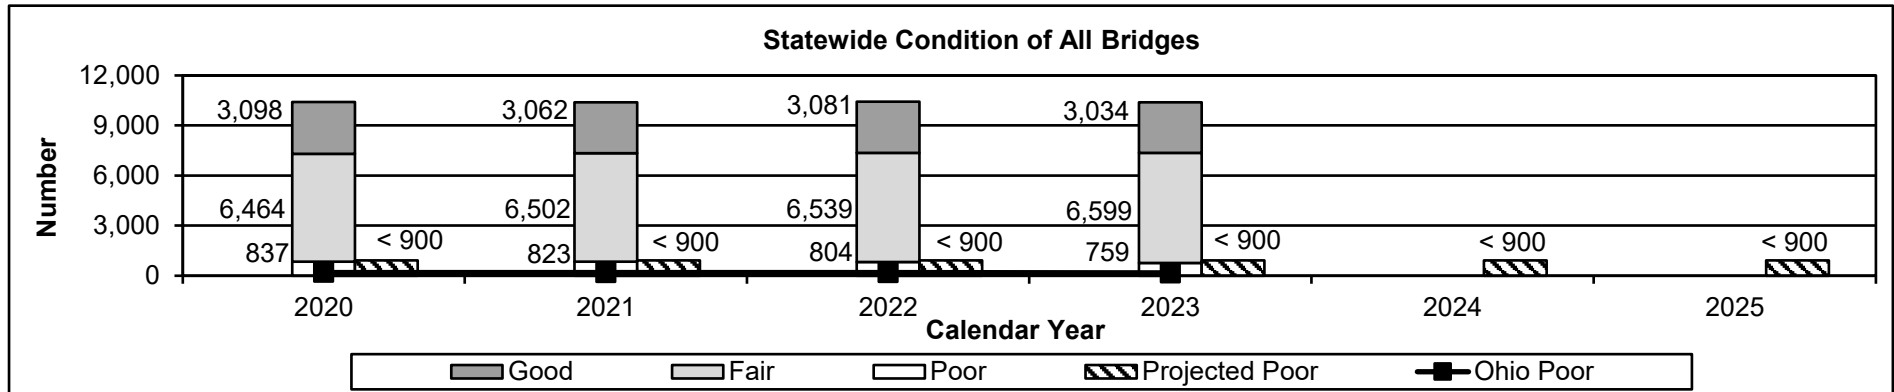 Statewide Condition of All Bridges
Number
12,000
9,000
6,000
3,000
0
3,098 3,062 3,081 3,034
6,464 6,502 6,539 6,599
837 < 900 823 < 900 804 < 900 759 < 900 < 900 < 900
2020 2021 2022 2023 2024 2025
Calendar Year
Good Fair Poor Projected Poor Ohio Poor